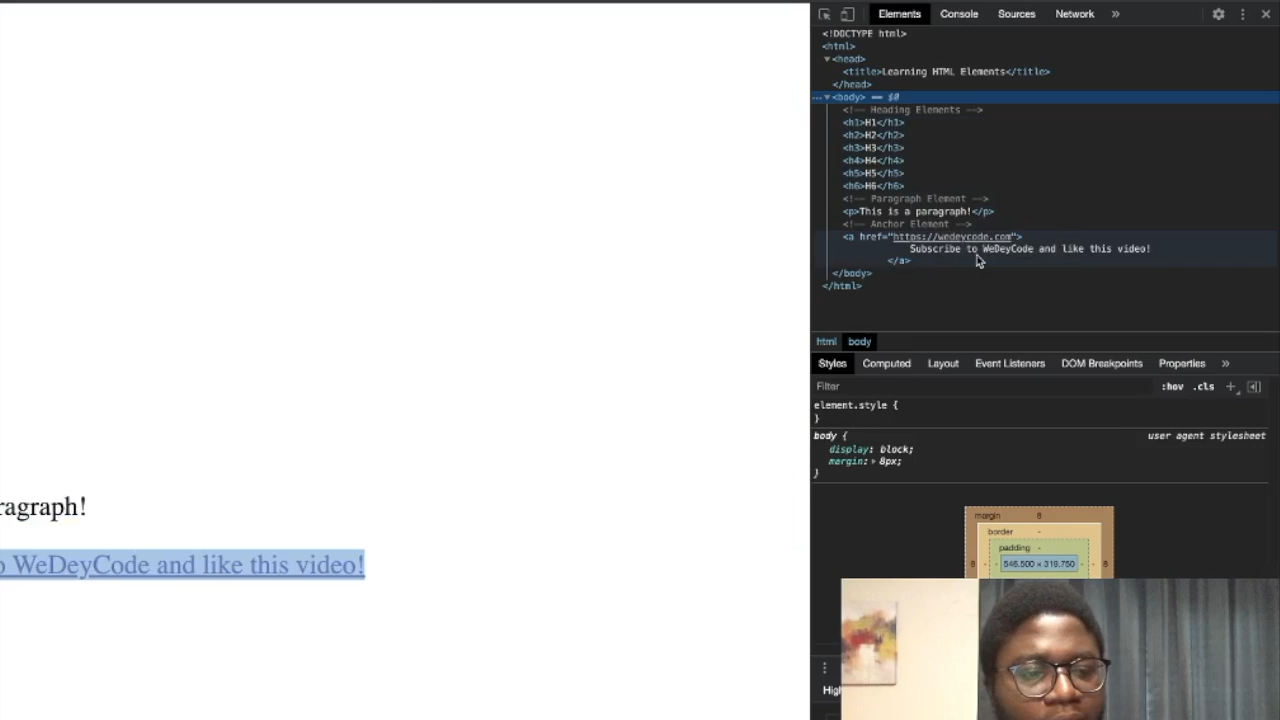 Elements Console Sources Network »
<!DOCTYPE html>
<html>
▼<head>
<title>Learning HTML Elements</title>
</head>
…▼<body> == $0
<!-- Heading Elements -->
<h1>H1</h1>
<h2>H2</h2>
<h3>H3</h3>
<h4>H4</h4>
<h5>H5</h5>
<h6>H6</h6>
<!-- Paragraph Element -->
<p>This is a paragraph!</p>
<!-- Anchor Element -->
<a href="https://wedeycode.com">
Subscribe to WeDeyCode and like this video!
</a>
</body>
</html>
html body
Styles Computed Layout Event Listeners DOM Breakpoints Properties »
Filter :hov .cls +
element.style {
}
body { user agent stylesheet
display: block;
margin: ▸ 8px;
}
margin 8
border -
padding -
8 - - 546.500 × 319.750 - - 8
High
ragraph!
o WeDeyCode and like this video!